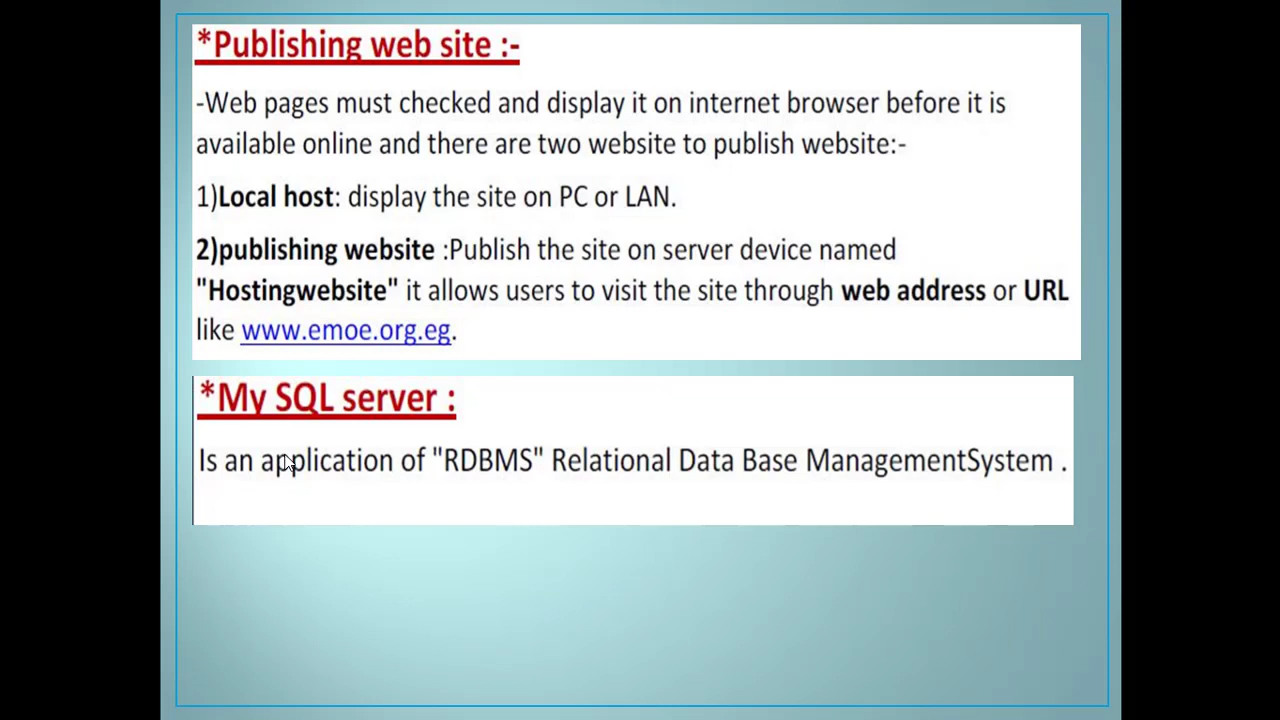 *Publishing web site :-
-Web pages must checked and display it on internet browser before it is
available online and there are two website to publish website:-
1)Local host: display the site on PC or LAN.
2)publishing website :Publish the site on server device named
"Hostingwebsite" it allows users to visit the site through web address or URL
like www.emoe.org.eg.
*My SQL server :
Is an application of "RDBMS" Relational Data Base ManagementSystem .